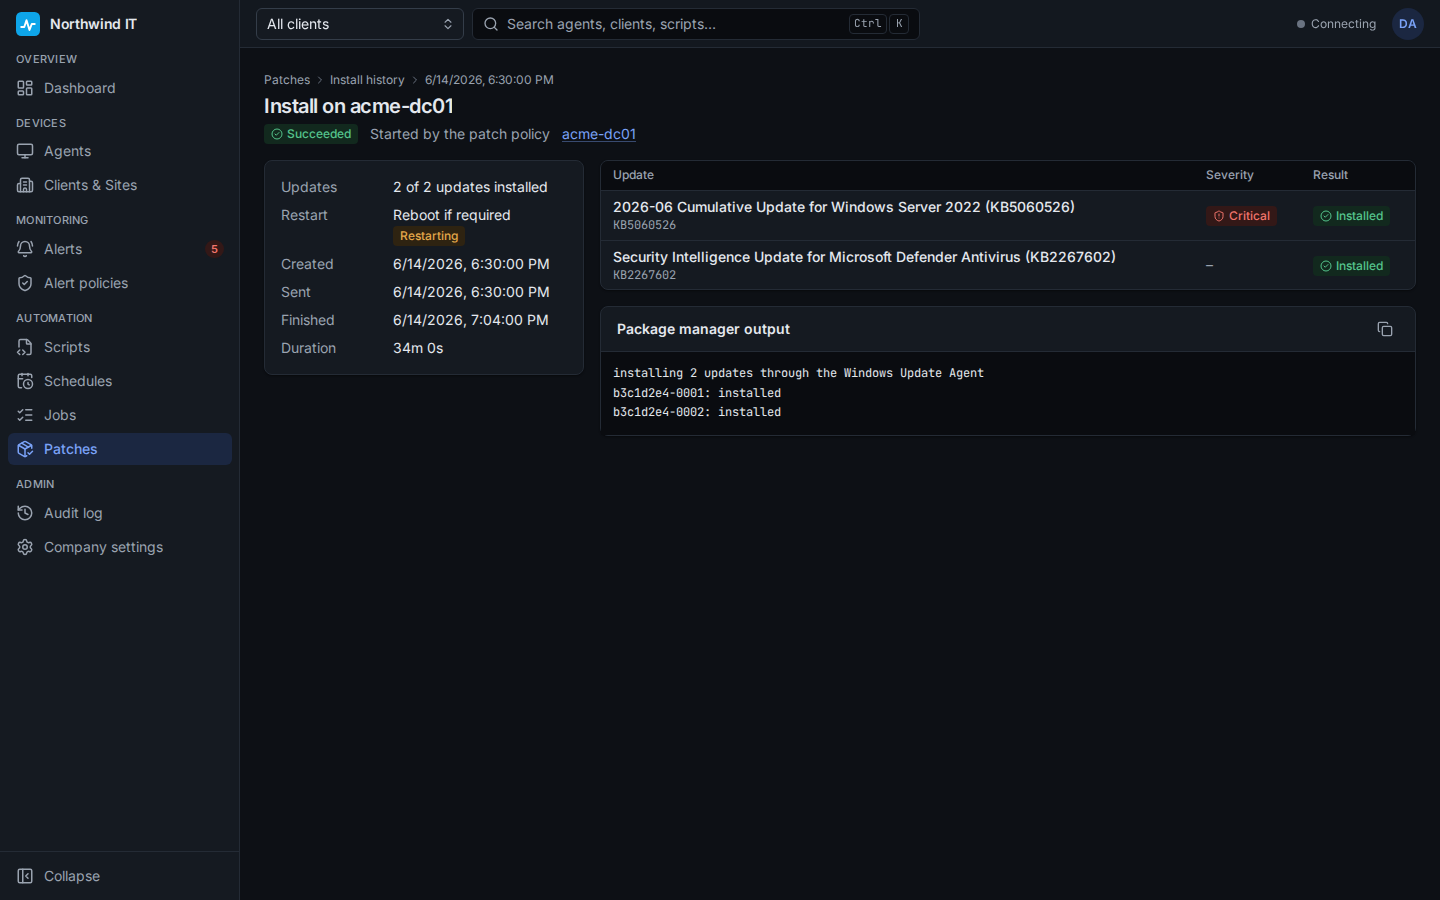 Northwind IT
All clients
Search agents, clients, scripts...
Ctrl K
Connecting
DA
OVERVIEW
Dashboard
DEVICES
Agents
Clients & Sites
MONITORING
Alerts
5
Alert policies
AUTOMATION
Scripts
Schedules
Jobs
Patches
ADMIN
Audit log
Company settings
Collapse
Patches > Install history > 6/14/2026, 6:30:00 PM
Install on acme-dc01
Succeeded Started by the patch policy acme-dc01
Updates 2 of 2 updates installed
Restart Reboot if required
Restarting
Created 6/14/2026, 6:30:00 PM
Sent 6/14/2026, 6:30:00 PM
Finished 6/14/2026, 7:04:00 PM
Duration 34m 0s
Update Severity Result
2026-06 Cumulative Update for Windows Server 2022 (KB5060526)
KB5060526
Critical Installed
Security Intelligence Update for Microsoft Defender Antivirus (KB2267602)
KB2267602
– Installed
Package manager output
installing 2 updates through the Windows Update Agent
b3c1d2e4-0001: installed
b3c1d2e4-0002: installed